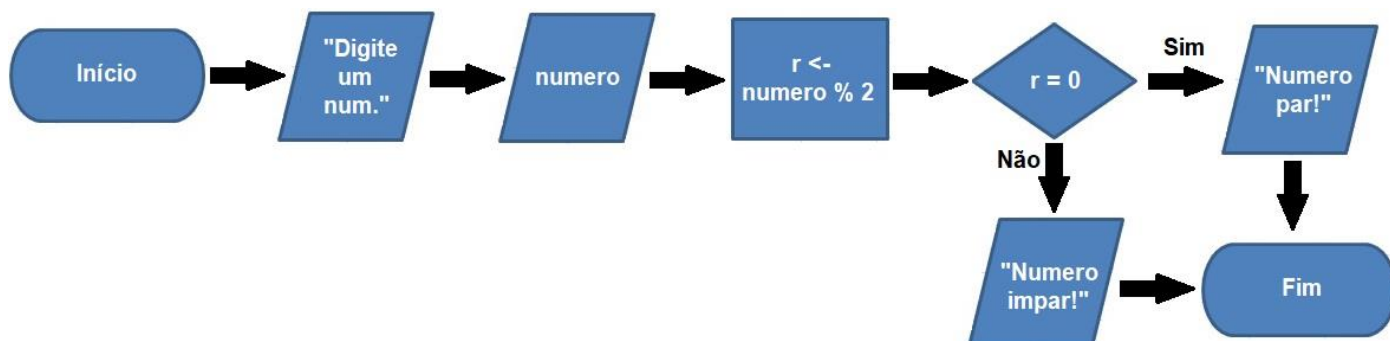 Início
"Digite
um
num."
numero
r <-
numero % 2
r = 0
Sim
"Numero
par!"
Não
"Numero
impar!"
Fim